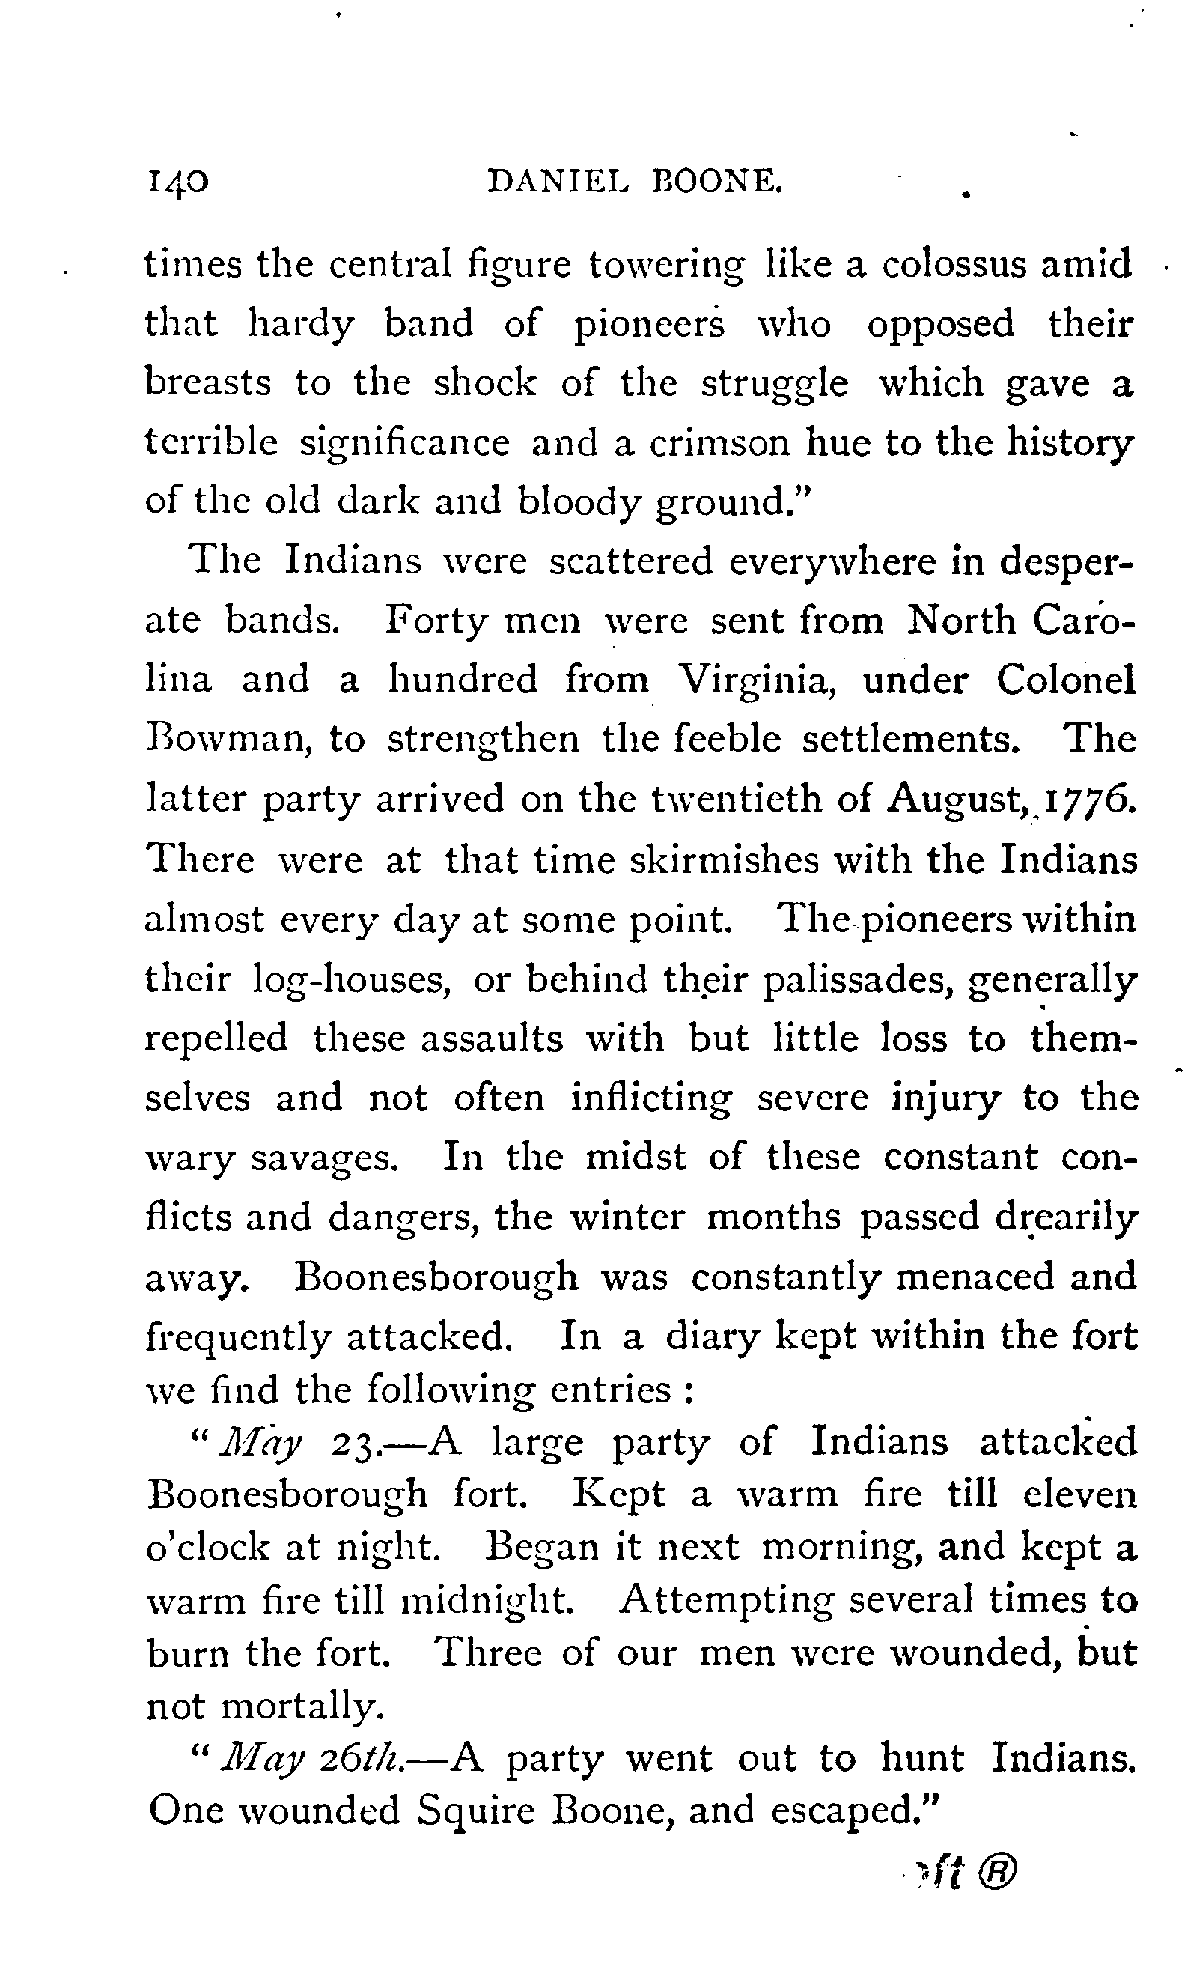 140 DANIEL BOONE.
times the central figure towering like a colossus amid
that hardy band of pioneers who opposed their
breasts to the shock of the struggle which gave a
terrible significance and a crimson hue to the history
of the old dark and bloody ground."
The Indians were scattered everywhere in desper-
ate bands. Forty men were sent from North Caro-
lina and a hundred from Virginia, under Colonel
Bowman, to strengthen the feeble settlements. The
latter party arrived on the twentieth of August, 1776.
There were at that time skirmishes with the Indians
almost every day at some point. The pioneers within
their log-houses, or behind their palissades, generally
repelled these assaults with but little loss to them-
selves and not often inflicting severe injury to the
wary savages. In the midst of these constant con-
flicts and dangers, the winter months passed drearily
away. Boonesborough was constantly menaced and
frequently attacked. In a diary kept within the fort
we find the following entries :
"May 23.—A large party of Indians attacked
Boonesborough fort. Kept a warm fire till eleven
o'clock at night. Began it next morning, and kept a
warm fire till midnight. Attempting several times to
burn the fort. Three of our men were wounded, but
not mortally.
"May 26th.—A party went out to hunt Indians.
One wounded Squire Boone, and escaped."
ft ®